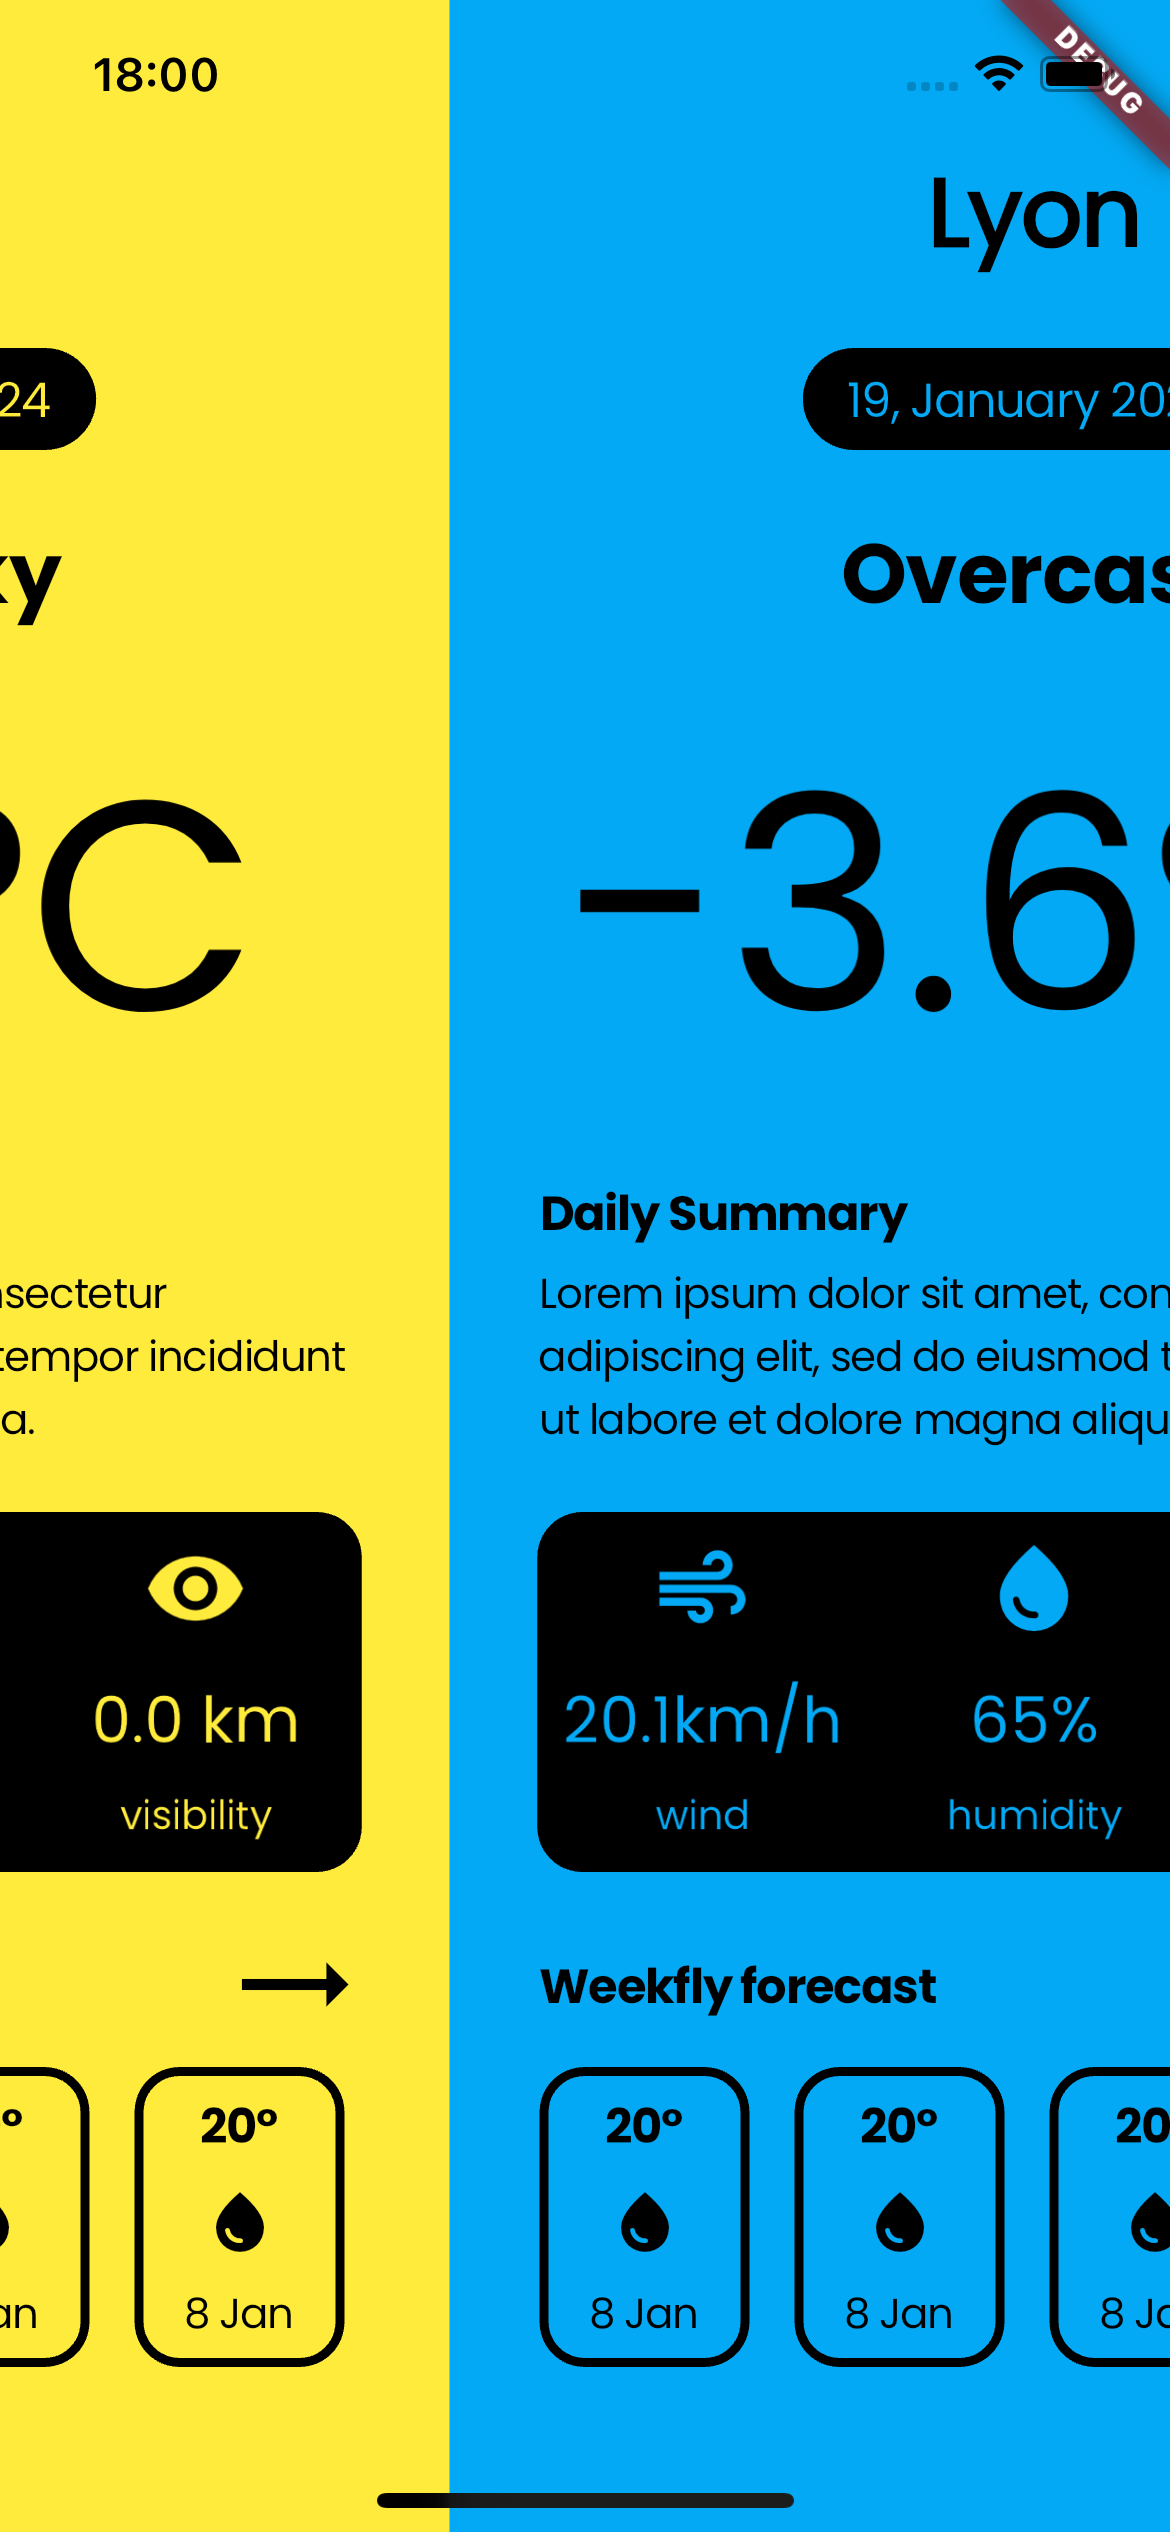 18:00
DEBUG
Lyon
24
19, January 202
ky
Overcas
°C
-3.6°
Daily Summary
nsectetur
tempor incididunt
a.
Lorem ipsum dolor sit amet, con
adipiscing elit, sed do eiusmod t
ut labore et dolore magna aliqu
0.0 km
visibility
20.1km/h
wind
65%
humidity
Weekfly forecast
°
an
20°
8 Jan
20°
8 Jan
20°
8 Jan
20
8 Ja